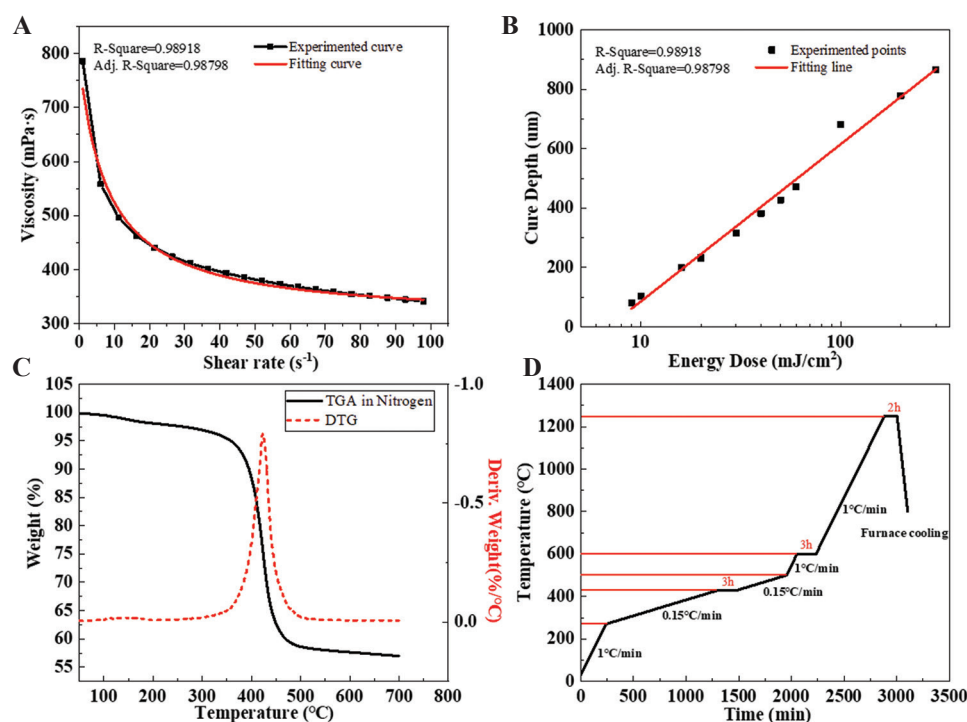 A
R-Square=0.98918
Adj. R-Square=0.98798
Experimented curve
Fitting curve
800
700
600
500
400
300
Viscosity (mPa·s)
0 10 20 30 40 50 60 70 80 90 100
Shear rate (s⁻¹)
B
R-Square=0.98918
Adj. R-Square=0.98798
Experimented points
Fitting line
1000
800
600
400
200
0
Cure Depth (um)
10 100
Energy Dose (mJ/cm²)
C
TGA in Nitrogen
DTG
105
100
95
90
85
80
75
70
65
60
55
Weight (%)
-1.0
-0.5
0.0
Deriv. Weight(%/°C)
100 200 300 400 500 600 700 800
Temperature (°C)
D
1400
1200
1000
800
600
400
200
0
Temperature (°C)
2h
1°C/min
Furnace cooling
3h
1°C/min
3h
0.15°C/min
0.15°C/min
1°C/min
0 500 1000 1500 2000 2500 3000 3500
Time (min)